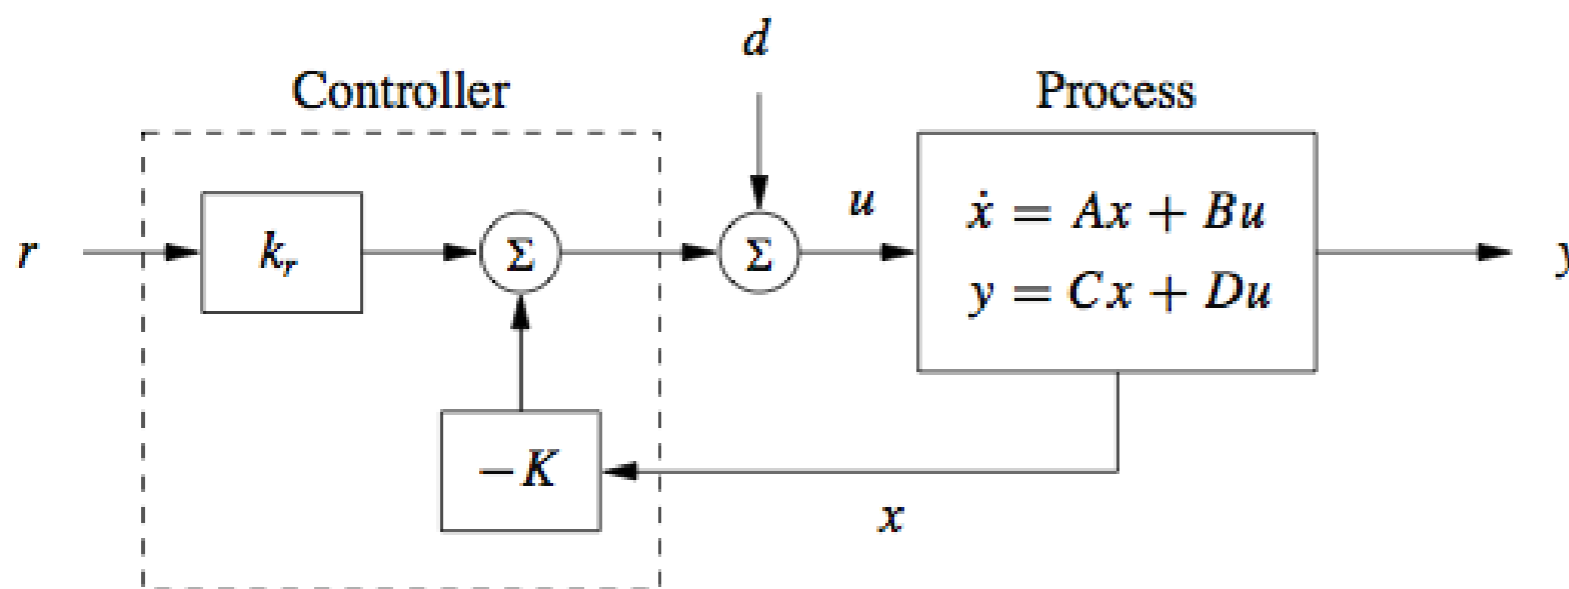 d
Controller
Process
r
k_r
Σ
Σ
u
ẋ = Ax + Bu
y = Cx + Du
y
−K
x